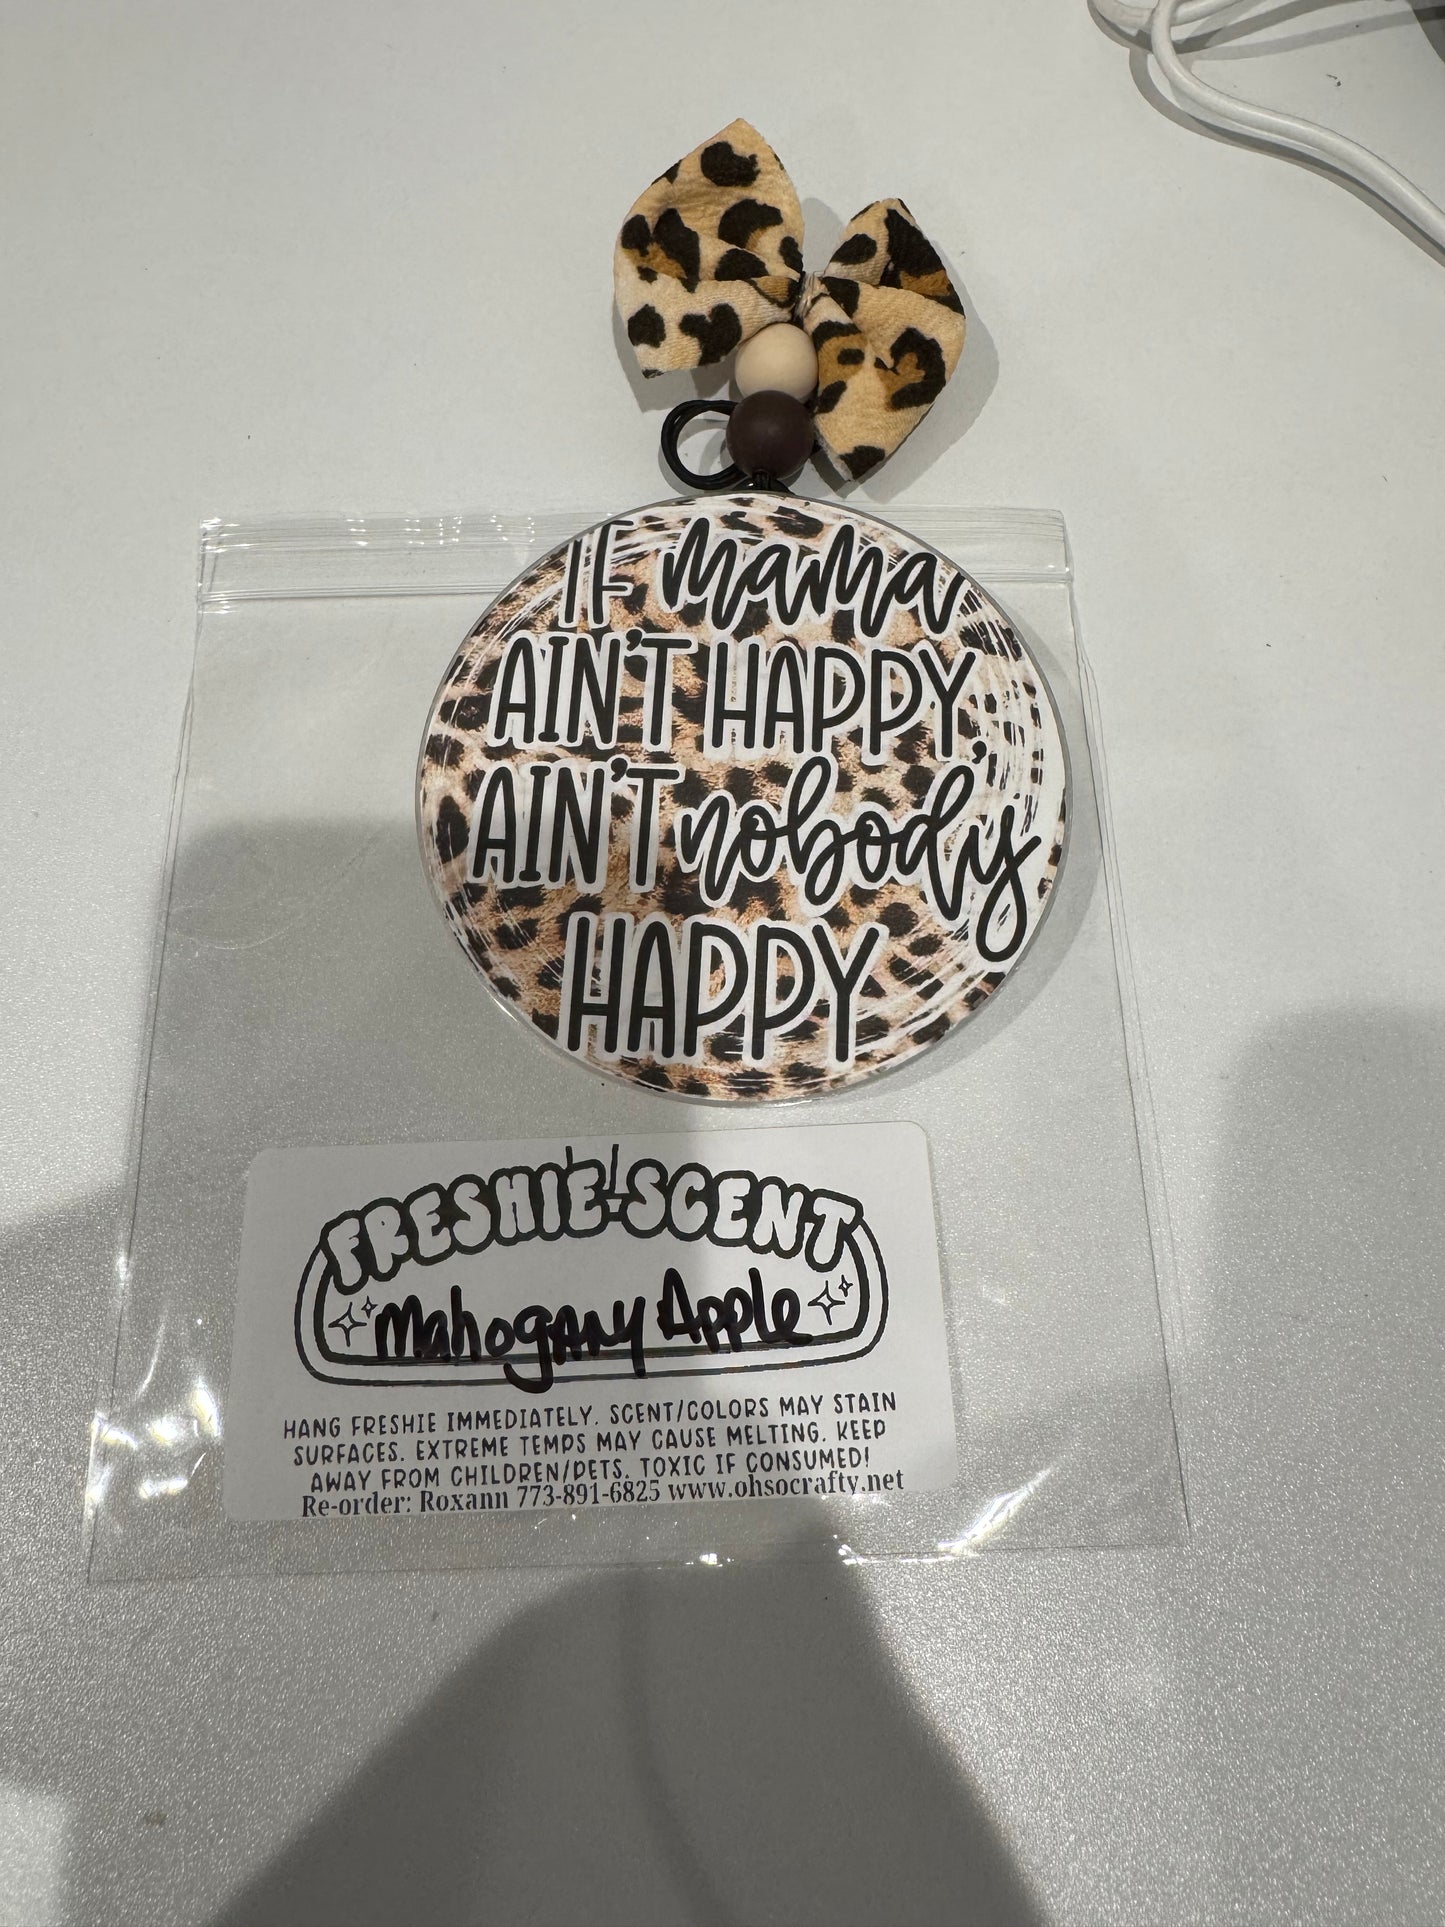 IF mama
AIN'T HAPPY,
AIN'T nobody
HAPPY
FRESHIE SCENT
Mahogany Apple
HANG FRESHIE IMMEDIATELY. SCENT/COLORS MAY STAIN
SURFACES. EXTREME TEMPS MAY CAUSE MELTING. KEEP
AWAY FROM CHILDREN/PETS. TOXIC IF CONSUMED!
Re-order: Roxann 773-891-6825 www.ohsocrafty.net